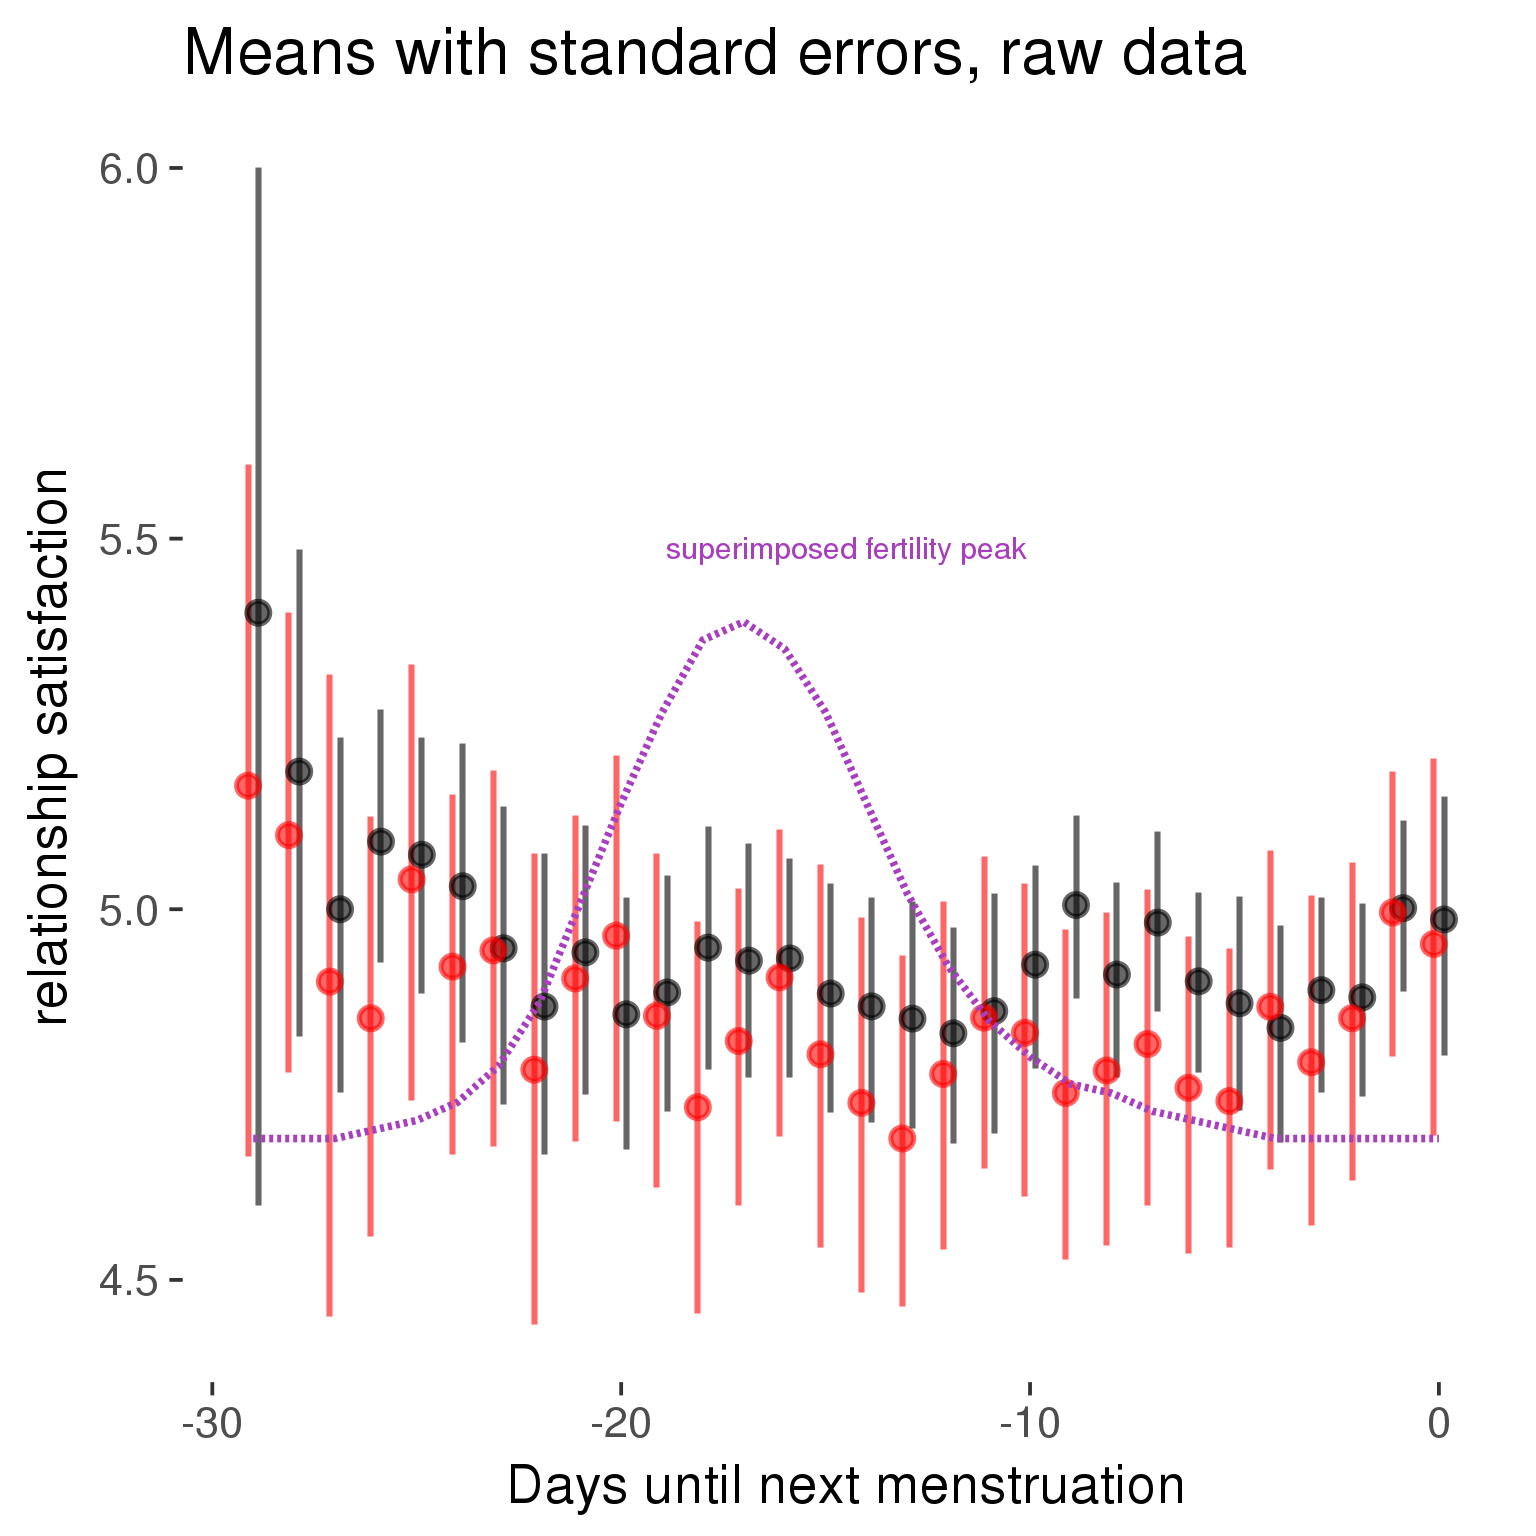 Means with standard errors, raw data
6.0
5.5
5.0
4.5
relationship satisfaction
superimposed fertility peak
-30
-20
-10
0
Days until next menstruation